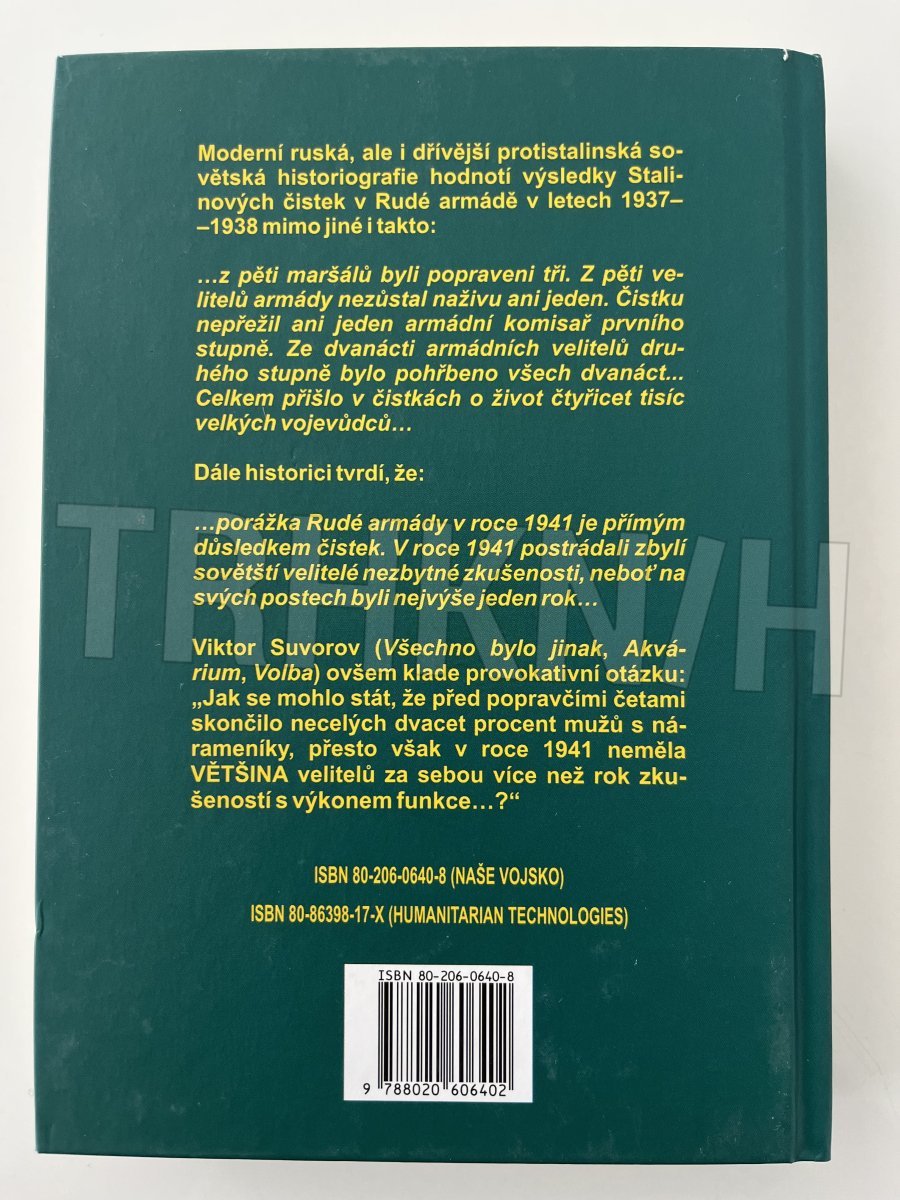 Moderní ruská, ale i dřívější protistalinská so-
větská historiografie hodnotí výsledky Stali-
nových čistek v Rudé armádě v letech 1937–
–1938 mimo jiné i takto:
…z pěti maršálů byli popraveni tři. Z pěti ve-
litelů armády nezůstal naživu ani jeden. Čistku
nepřežil ani jeden armádní komisař prvního
stupně. Ze dvanácti armádních velitelů dru-
hého stupně bylo pohřbeno všech dvanáct...
Celkem přišlo v čistkách o život čtyřicet tisíc
velkých vojevůdců…
Dále historici tvrdí, že:
…porážka Rudé armády v roce 1941 je přímým
důsledkem čistek. V roce 1941 postrádali zbylí
sovětští velitelé nezbytné zkušenosti, neboť na
svých postech byli nejvýše jeden rok…
Viktor Suvorov (Všechno bylo jinak, Akvá-
rium, Volba) ovšem klade provokativní otázku:
„Jak se mohlo stát, že před popravčími četami
skončilo necelých dvacet procent mužů s ná-
rameníky, přesto však v roce 1941 neměla
VĚTŠINA velitelů za sebou více než rok zku-
šeností s výkonem funkce…?“
ISBN 80-206-0640-8 (NAŠE VOJSKO)
ISBN 80-86398-17-X (HUMANITARIAN TECHNOLOGIES)
ISBN 80-206-0640-8
9 788020 606402
TRHKNIH